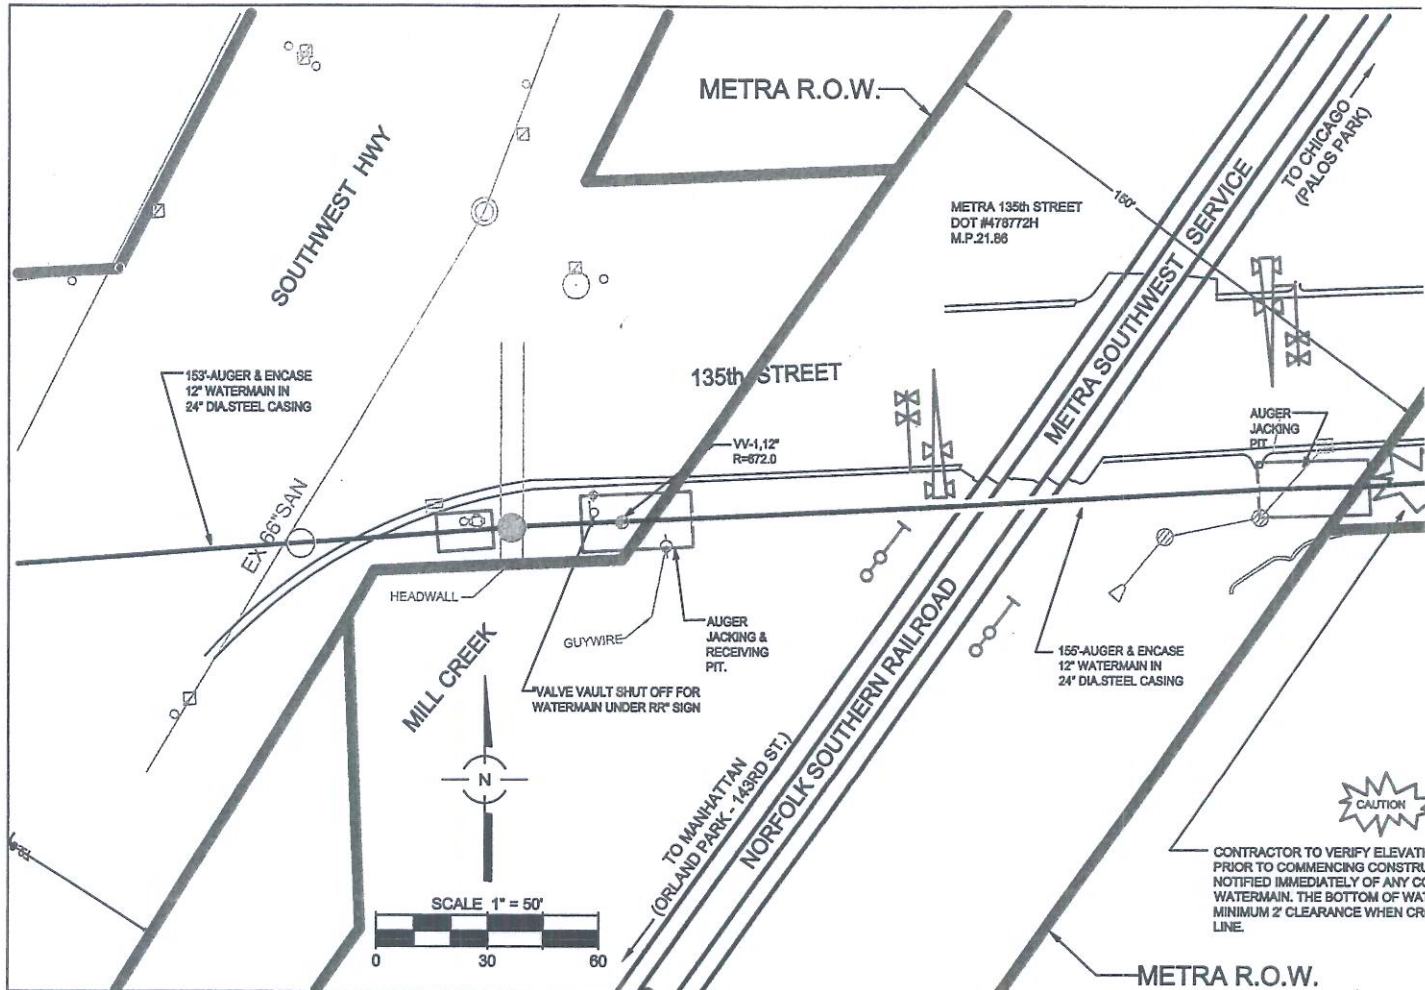 METRA R.O.W.
SOUTHWEST HWY
TO CHICAGO
(PALOS PARK)
150'
METRA 135th STREET
DOT #478772H
M.P.21.86
METRA SOUTHWEST SERVICE
135th STREET
153'-AUGER & ENCASE
12" WATERMAIN IN
24" DIA.STEEL CASING
VV-1,12"
R=672.0
AUGER
JACKING
PIT
EX 66"SAN
HEADWALL
MILL CREEK
GUYWIRE
AUGER
JACKING &
RECEIVING
PIT.
"VALVE VAULT SHUT OFF FOR
WATERMAIN UNDER RR" SIGN
155'-AUGER & ENCASE
12" WATERMAIN IN
24" DIA.STEEL CASING
N
TO MANHATTAN
(ORLAND PARK - 143RD ST.)
NORFOLK SOUTHERN RAILROAD
CAUTION
CONTRACTOR TO VERIFY ELEVATI
PRIOR TO COMMENCING CONSTRU
NOTIFIED IMMEDIATELY OF ANY CO
WATERMAIN. THE BOTTOM OF WAT
MINIMUM 2' CLEARANCE WHEN CR
LINE.
SCALE 1" = 50'
0 30 60
METRA R.O.W.